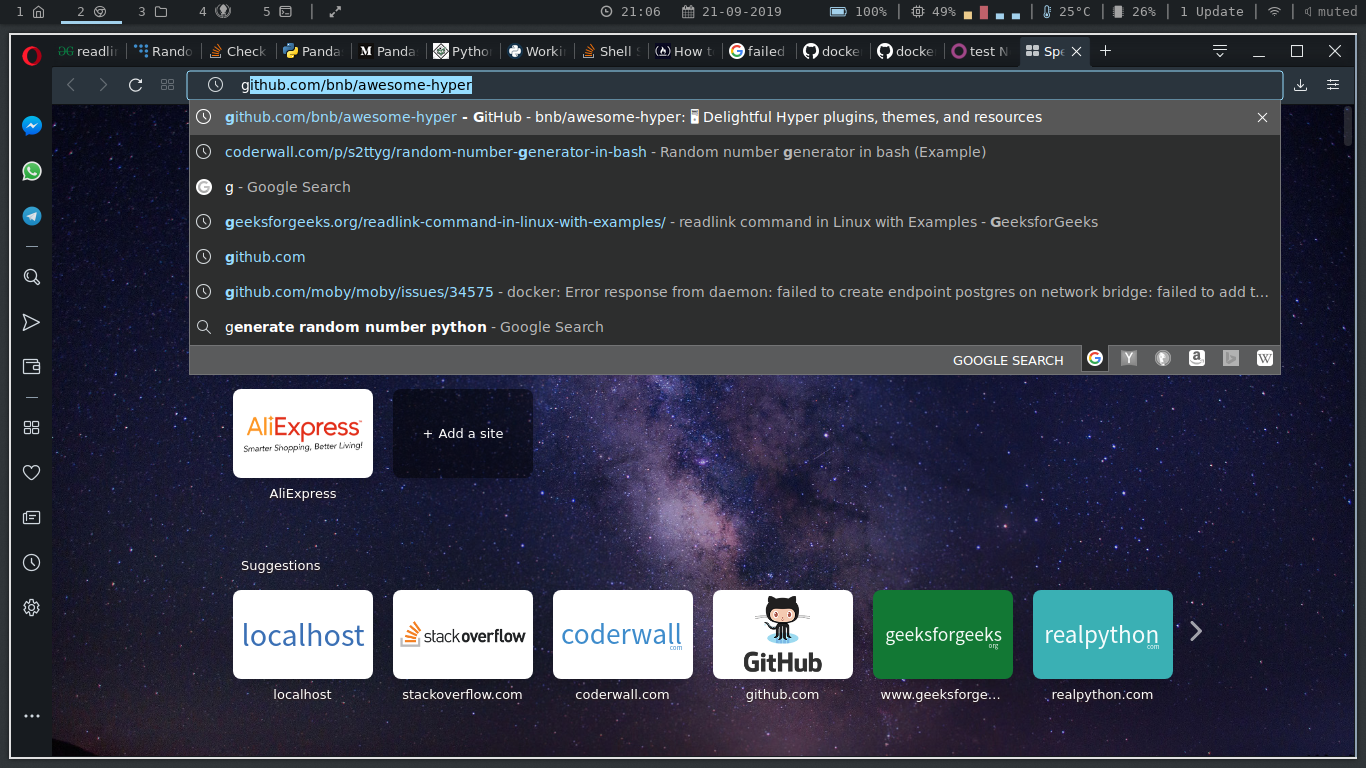 1 2 3 4 5 21:06 21-09-2019 100% 49% 25°C 26% 1 Update muted
readlin Rando Check Panda Panda Pytho Worki Shell S How t failed docke docke test N Spe
github.com/bnb/awesome-hyper
github.com/bnb/awesome-hyper - GitHub - bnb/awesome-hyper: 🖥 Delightful Hyper plugins, themes, and resources
coderwall.com/p/s2ttyg/random-number-generator-in-bash - Random number generator in bash (Example)
g - Google Search
geeksforgeeks.org/readlink-command-in-linux-with-examples/ - readlink command in Linux with Examples - GeeksforGeeks
github.com
github.com/moby/moby/issues/34575 - docker: Error response from daemon: failed to create endpoint postgres on network bridge: failed to add t...
generate random number python - Google Search
GOOGLE SEARCH
AliExpress
Smarter Shopping, Better Living!
+ Add a site
AliExpress
Suggestions
localhost stackoverflow coderwall com GitHub geeksforgeeks org realpython com
localhost stackoverflow.com coderwall.com github.com www.geeksforge... realpython.com